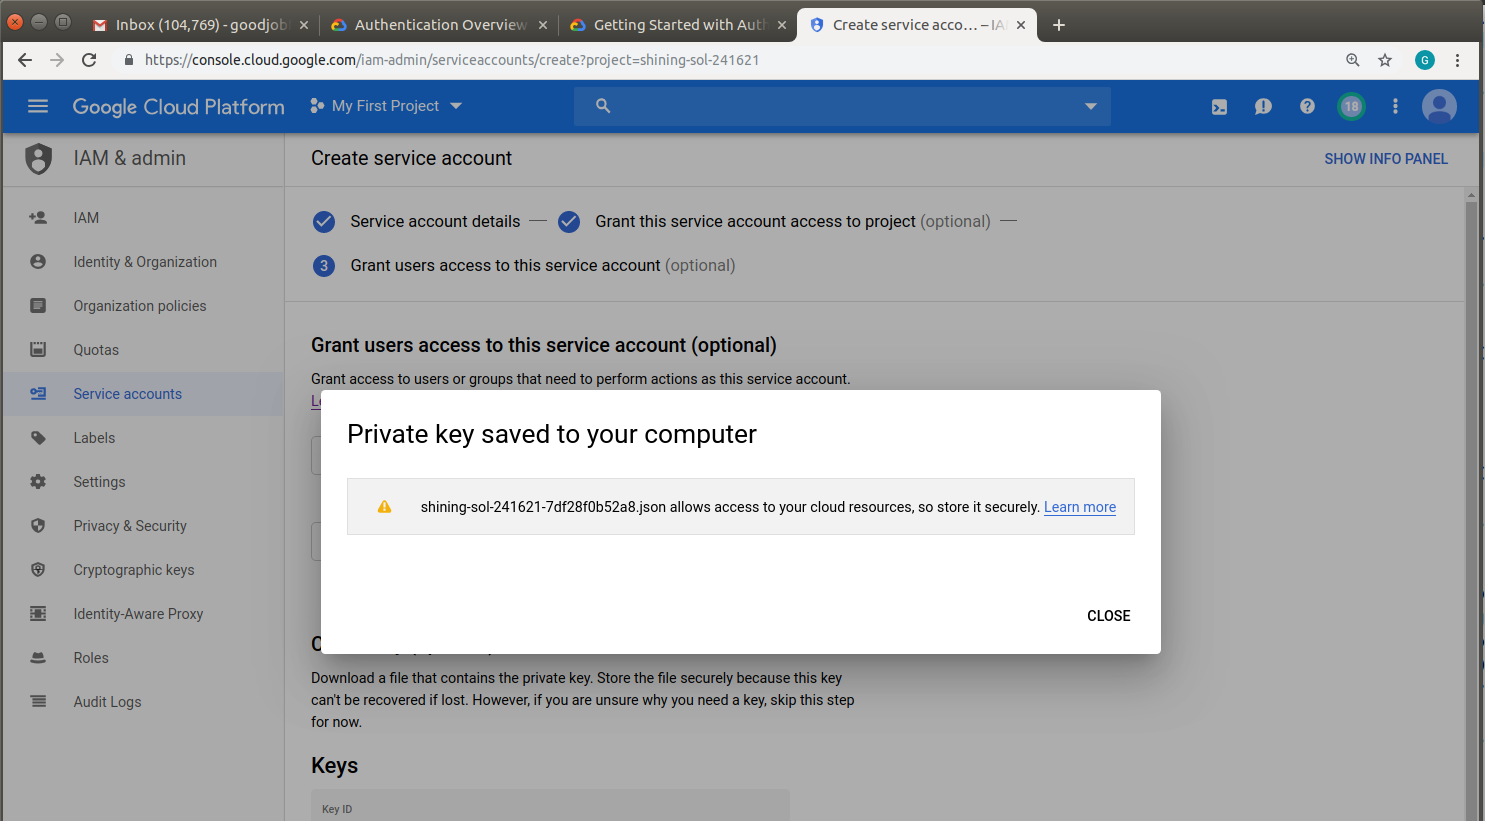 Inbox (104,769) - goodjob
Authentication Overview
Getting Started with Auth
Create service acco... – IA
https://console.cloud.google.com/iam-admin/serviceaccounts/create?project=shining-sol-241621
G
Google Cloud Platform
My First Project
18
IAM & admin
Create service account
SHOW INFO PANEL
IAM
Identity & Organization
Organization policies
Quotas
Service accounts
Labels
Settings
Privacy & Security
Cryptographic keys
Identity-Aware Proxy
Roles
Audit Logs
Service account details
Grant this service account access to project (optional)
3 Grant users access to this service account (optional)
Grant users access to this service account (optional)
Grant access to users or groups that need to perform actions as this service account.
Private key saved to your computer
shining-sol-241621-7df28f0b52a8.json allows access to your cloud resources, so store it securely. Learn more
CLOSE
Download a file that contains the private key. Store the file securely because this key
can't be recovered if lost. However, if you are unsure why you need a key, skip this step
for now.
Keys
Key ID